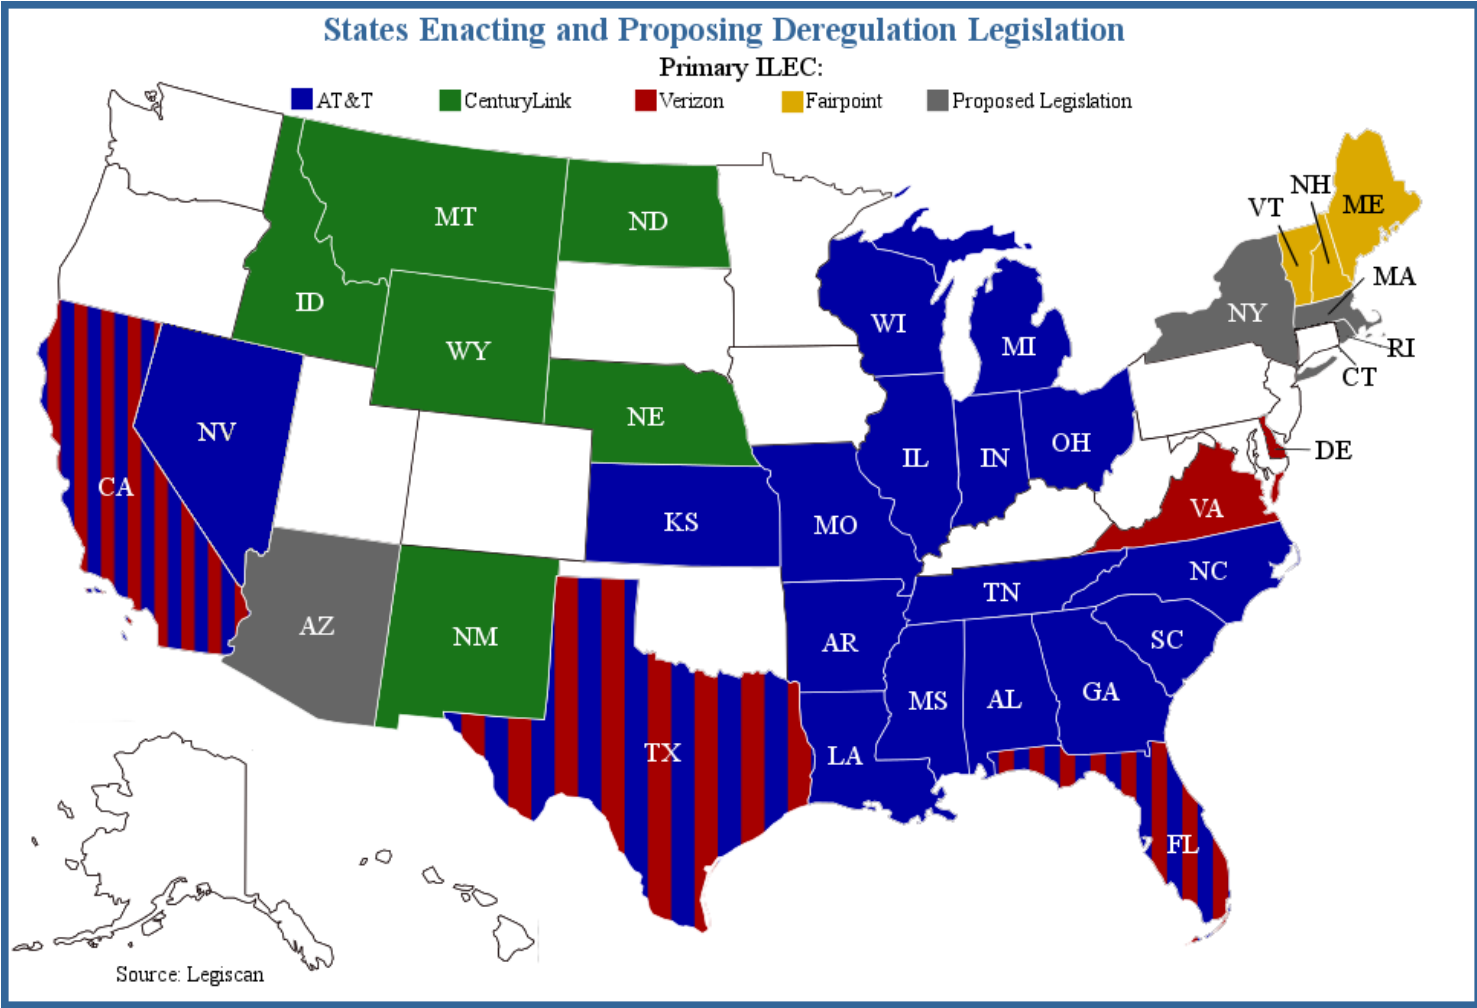 States Enacting and Proposing Deregulation Legislation
Primary ILEC:
AT&T CenturyLink Verizon Fairpoint Proposed Legislation
NH
VT ME
MT ND
MA
ID
NY
WI
MI
RI
WY
CT
NE
NV
OH
DE
IL IN
CA
VA
KS MO
NC
TN
AZ
NM
AR
SC
GA
MS AL
TX LA
FL
Source: Legiscan